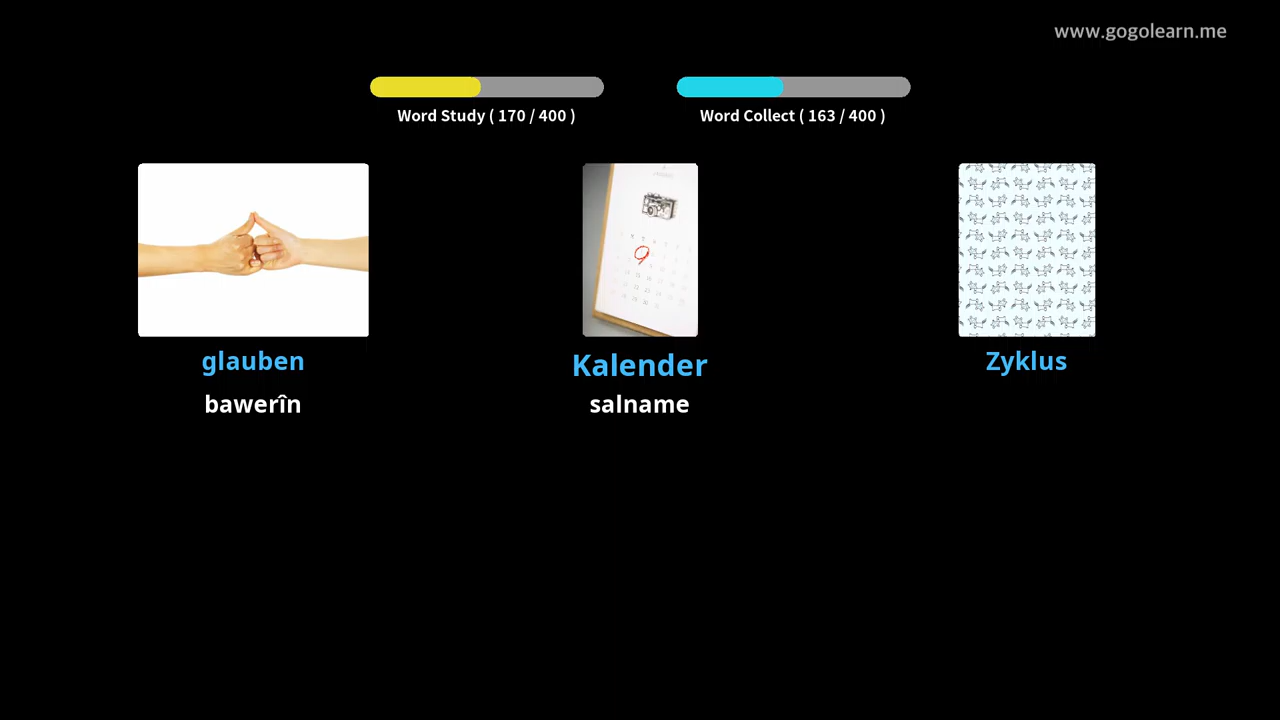 www.gogolearn.me
Word Study ( 170 / 400 )
Word Collect ( 163 / 400 )
glauben
Kalender
Zyklus
bawerîn
salname